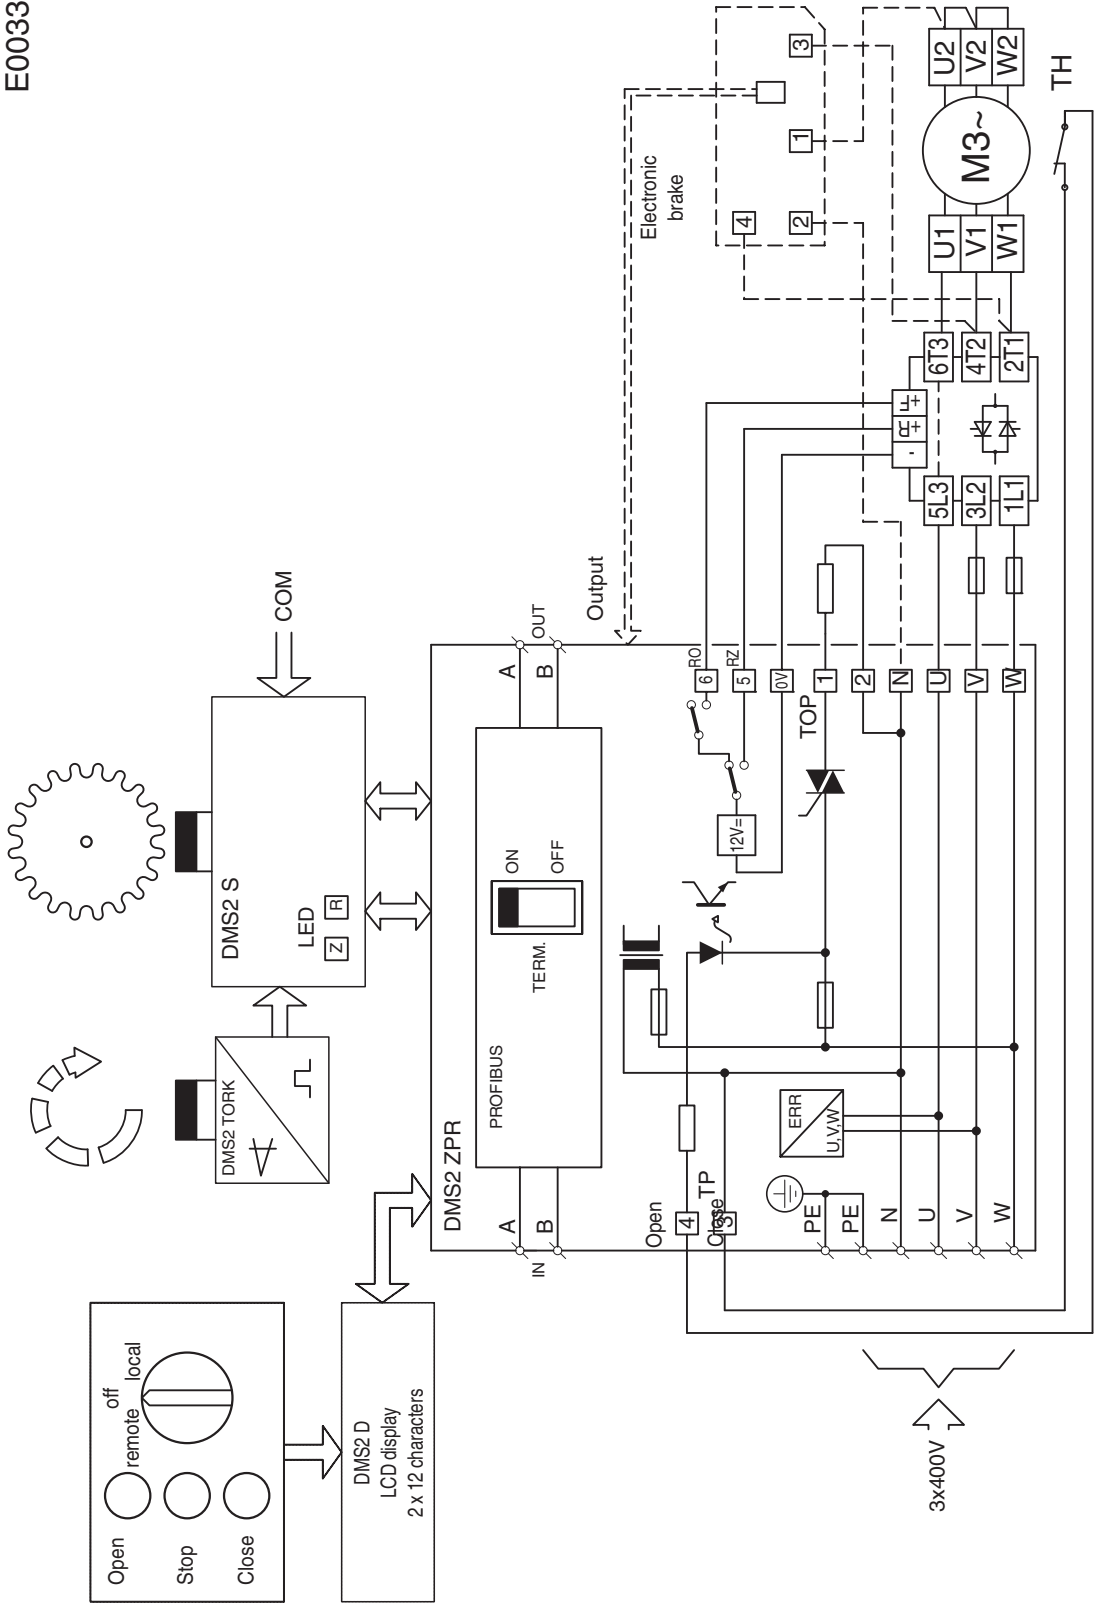 E0033
Open
Stop
Close
remote
off
local
DMS2 D
LCD display
2 x 12 characters
DMS2 TORK
DMS2 S
LED
Z
R
COM
DMS2 ZPR
PROFIBUS
TERM.
ON
OFF
A
B
IN
A
B
OUT
Output
Electronic
brake
4
2
1
3
Open
4
TP
Close
3
12V=
6
RO
5
RZ
0V
TOP
1
2
ERR
U,V,W
PE
PE
N
U
V
W
N
U
V
W
-
+R
+F
5L3
3L2
1L1
6T3
4T2
2T1
U1
V1
W1
M3~
U2
V2
W2
TH
3x400V